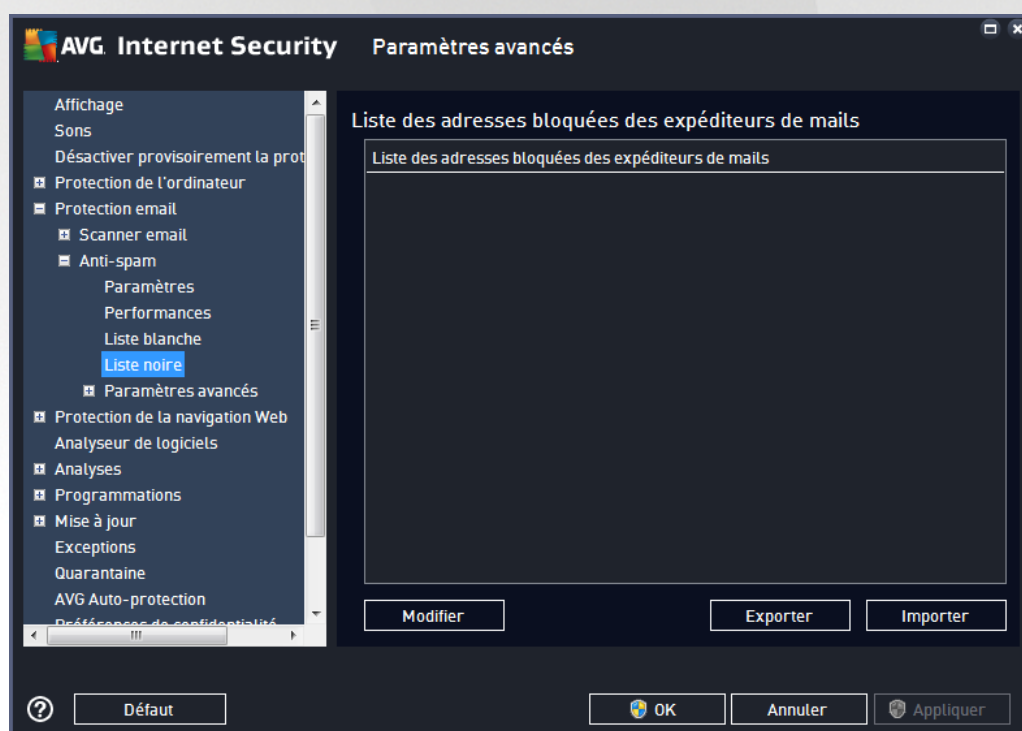 AVG. Internet Security Paramètres avancés
Affichage
Sons
Désactiver provisoirement la prot
Protection de l'ordinateur
Protection email
Scanner email
Anti-spam
Paramètres
Performances
Liste blanche
Liste noire
Paramètres avancés
Protection de la navigation Web
Analyseur de logiciels
Analyses
Programmations
Mise à jour
Exceptions
Quarantaine
AVG Auto-protection
Préférences de confidentialité
Liste des adresses bloquées des expéditeurs de mails
Liste des adresses bloquées des expéditeurs de mails
Modifier
Exporter
Importer
Défaut
OK
Annuler
Appliquer